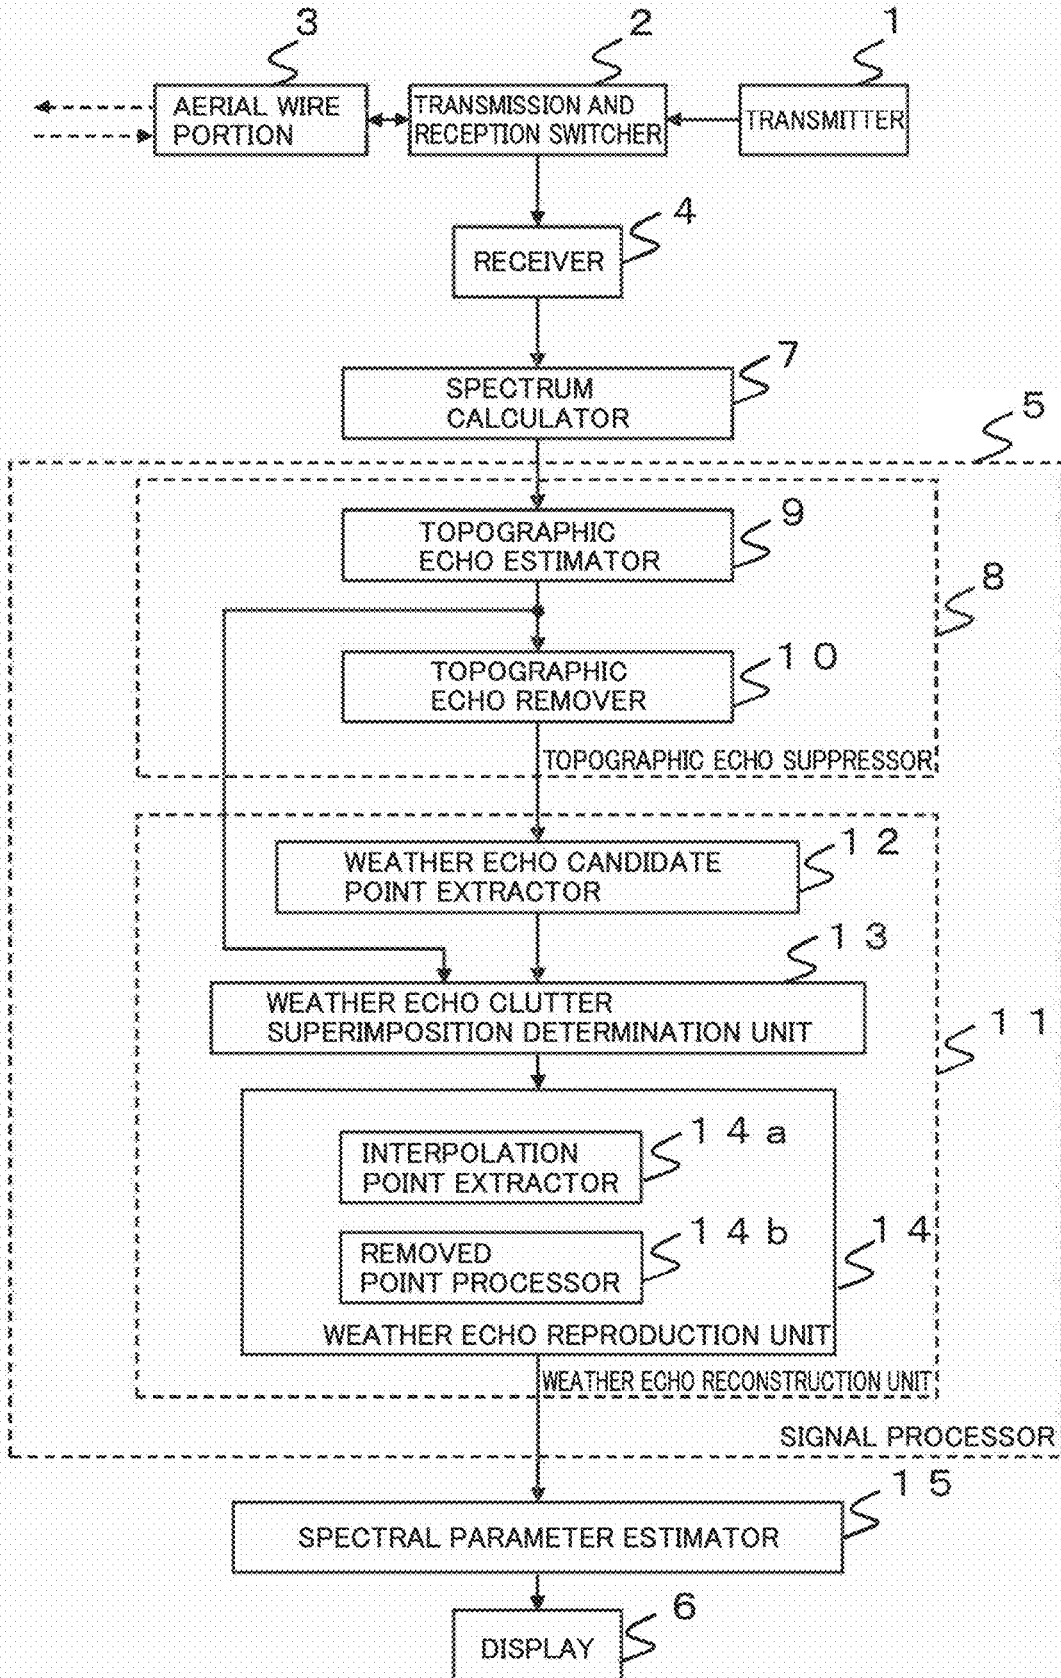 3
2
1
AERIAL WIRE
PORTION
TRANSMISSION AND
RECEPTION SWITCHER
TRANSMITTER
4
RECEIVER
7
SPECTRUM
CALCULATOR
5
9
TOPOGRAPHIC
ECHO ESTIMATOR
8
10
TOPOGRAPHIC
ECHO REMOVER
TOPOGRAPHIC ECHO SUPPRESSOR
12
WEATHER ECHO CANDIDATE
POINT EXTRACTOR
13
WEATHER ECHO CLUTTER
SUPERIMPOSITION DETERMINATION UNIT
11
14a
INTERPOLATION
POINT EXTRACTOR
14b
14
REMOVED
POINT PROCESSOR
WEATHER ECHO REPRODUCTION UNIT
WEATHER ECHO RECONSTRUCTION UNIT
SIGNAL PROCESSOR
15
SPECTRAL PARAMETER ESTIMATOR
6
DISPLAY